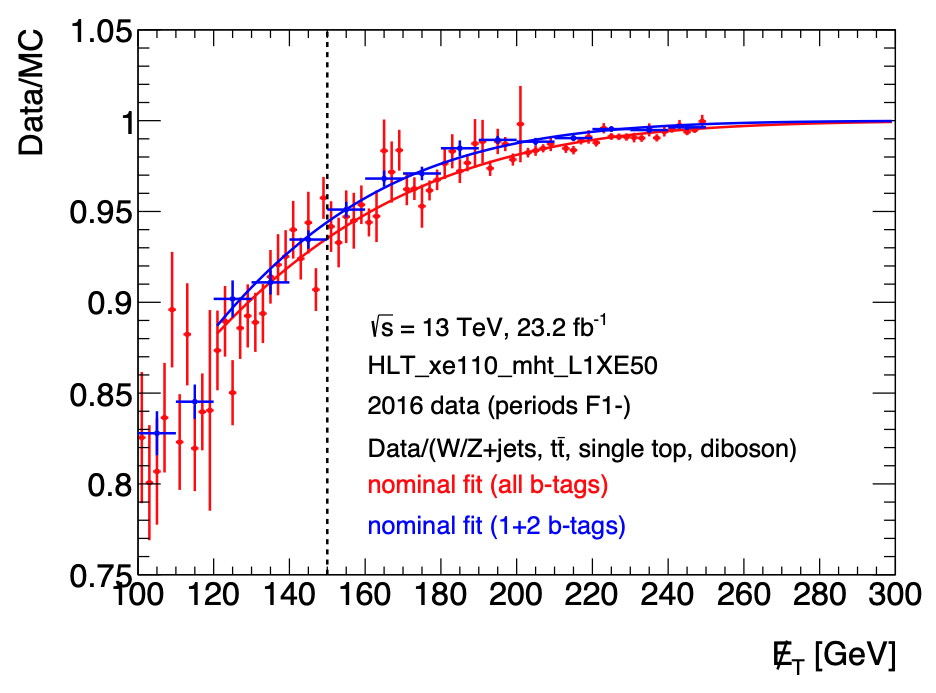 Data/MC
1.05
1
0.95
0.9
0.85
0.8
0.75
√s = 13 TeV, 23.2 fb⁻¹
HLT_xe110_mht_L1XE50
2016 data (periods F1-)
Data/(W/Z+jets, tt̄, single top, diboson)
nominal fit (all b-tags)
nominal fit (1+2 b-tags)
100 120 140 160 180 200 220 240 260 280 300
E̸_T [GeV]